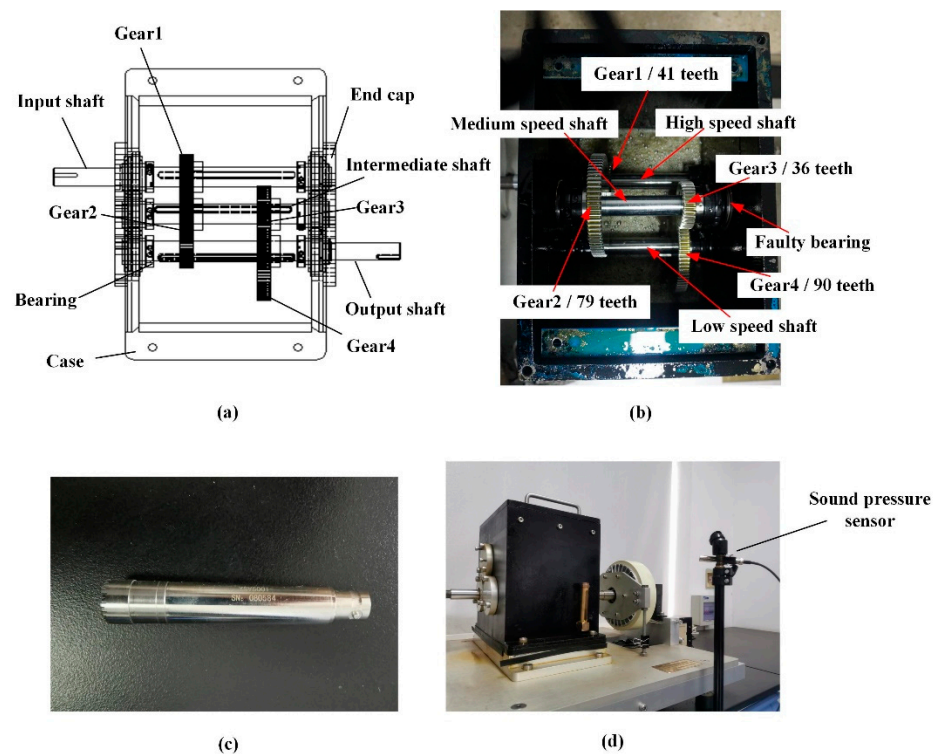 Gear1
Input shaft
End cap
Intermediate shaft
Gear2
Gear3
Bearing
Output shaft
Case
Gear4
(a)
Gear1 / 41 teeth
Medium speed shaft
High speed shaft
Gear3 / 36 teeth
Faulty bearing
Gear2 / 79 teeth
Gear4 / 90 teeth
Low speed shaft
(b)
(c)
Sound pressure
sensor
(d)